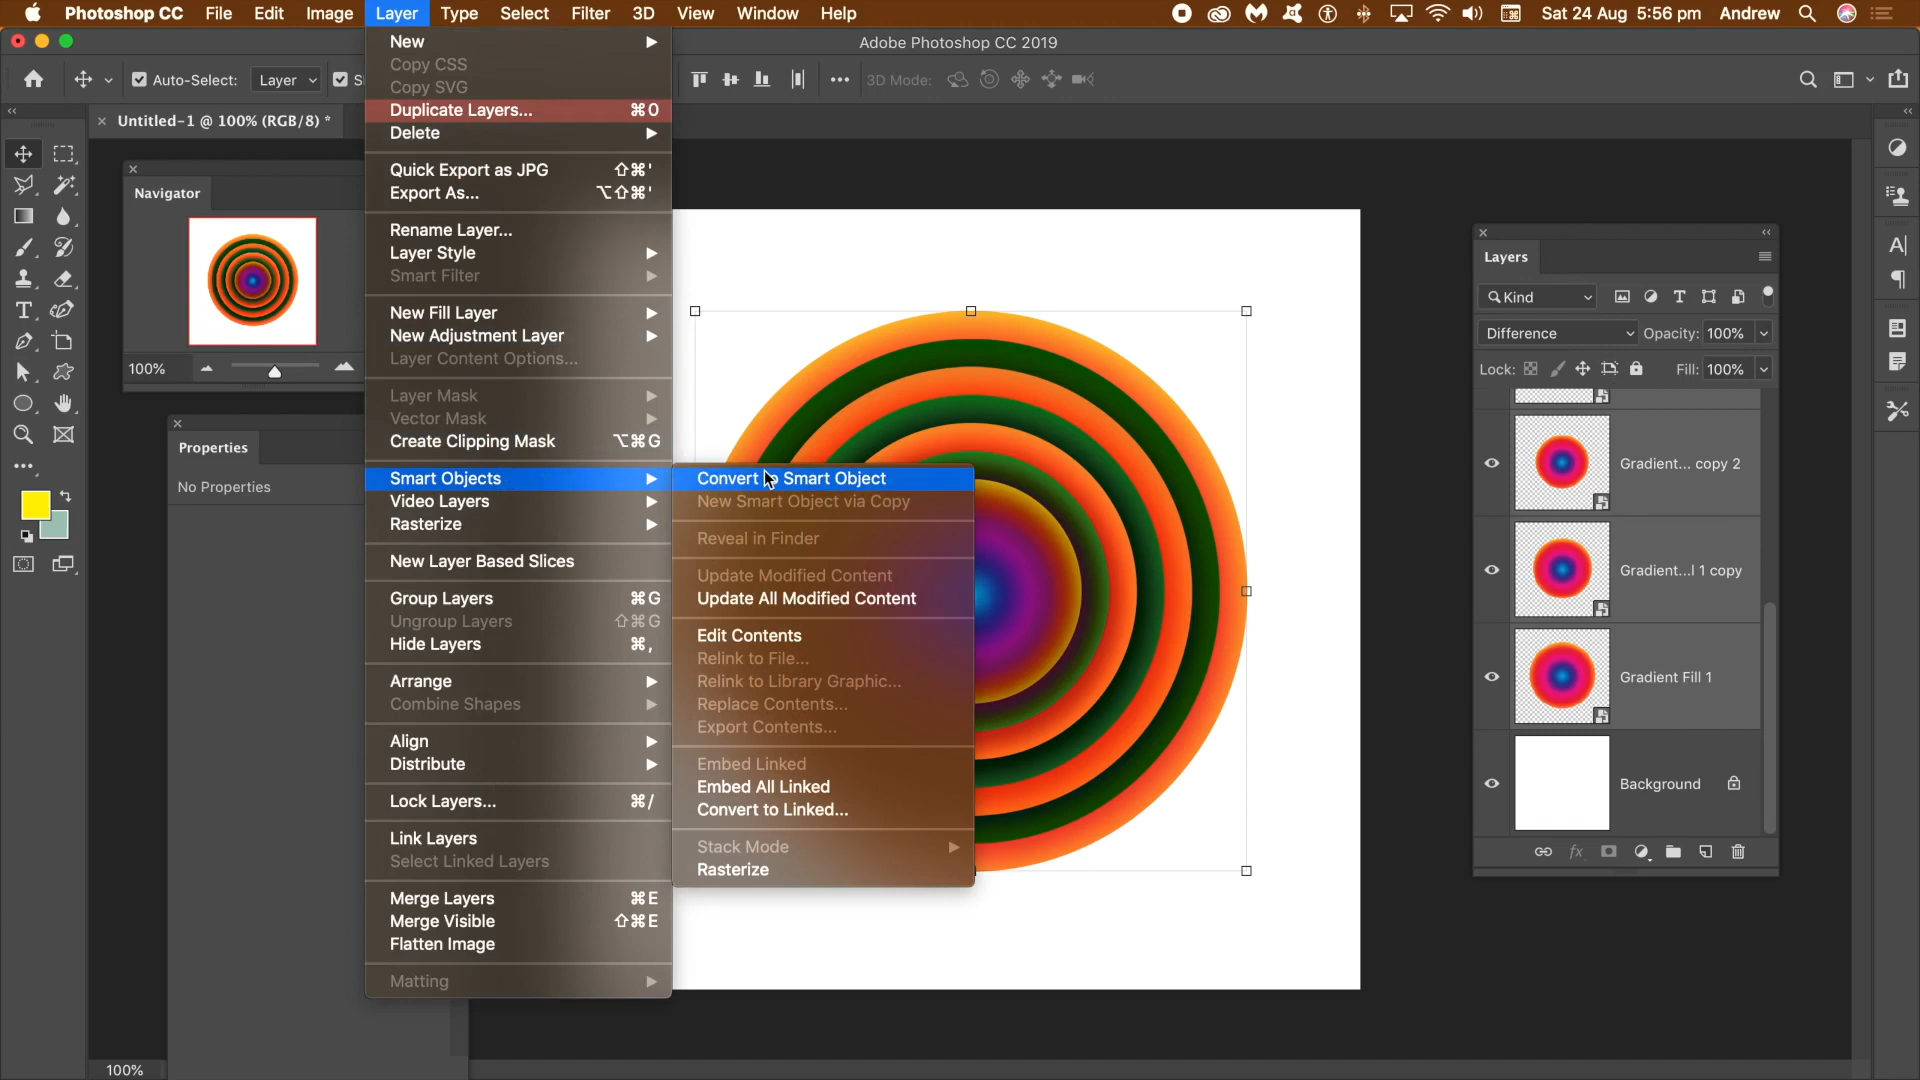 Photoshop CC File Edit Image Layer Type Select Filter 3D View Window Help Sat 24 Aug 5:56 pm Andrew
Adobe Photoshop CC 2019
Auto-Select: Layer S 3D Mode:
Untitled-1 @ 100% (RGB/8) *
Navigator
100%
Properties
No Properties
100%
New
Copy CSS
Copy SVG
Duplicate Layers... ⌘0
Delete
Quick Export as JPG ⇧⌘'
Export As... ⌥⇧⌘'
Rename Layer...
Layer Style
Smart Filter
New Fill Layer
New Adjustment Layer
Layer Content Options...
Layer Mask
Vector Mask
Create Clipping Mask ⌥⌘G
Smart Objects
Video Layers
Rasterize
New Layer Based Slices
Group Layers ⌘G
Ungroup Layers ⇧⌘G
Hide Layers ⌘,
Arrange
Combine Shapes
Align
Distribute
Lock Layers... ⌘/
Link Layers
Select Linked Layers
Merge Layers ⌘E
Merge Visible ⇧⌘E
Flatten Image
Matting
Convert to Smart Object
New Smart Object via Copy
Reveal in Finder
Update Modified Content
Update All Modified Content
Edit Contents
Relink to File...
Relink to Library Graphic...
Replace Contents...
Export Contents...
Embed Linked
Embed All Linked
Convert to Linked...
Stack Mode
Rasterize
Layers
Kind
Difference Opacity: 100%
Lock: Fill: 100%
Gradient... copy 2
Gradient...l 1 copy
Gradient Fill 1
Background